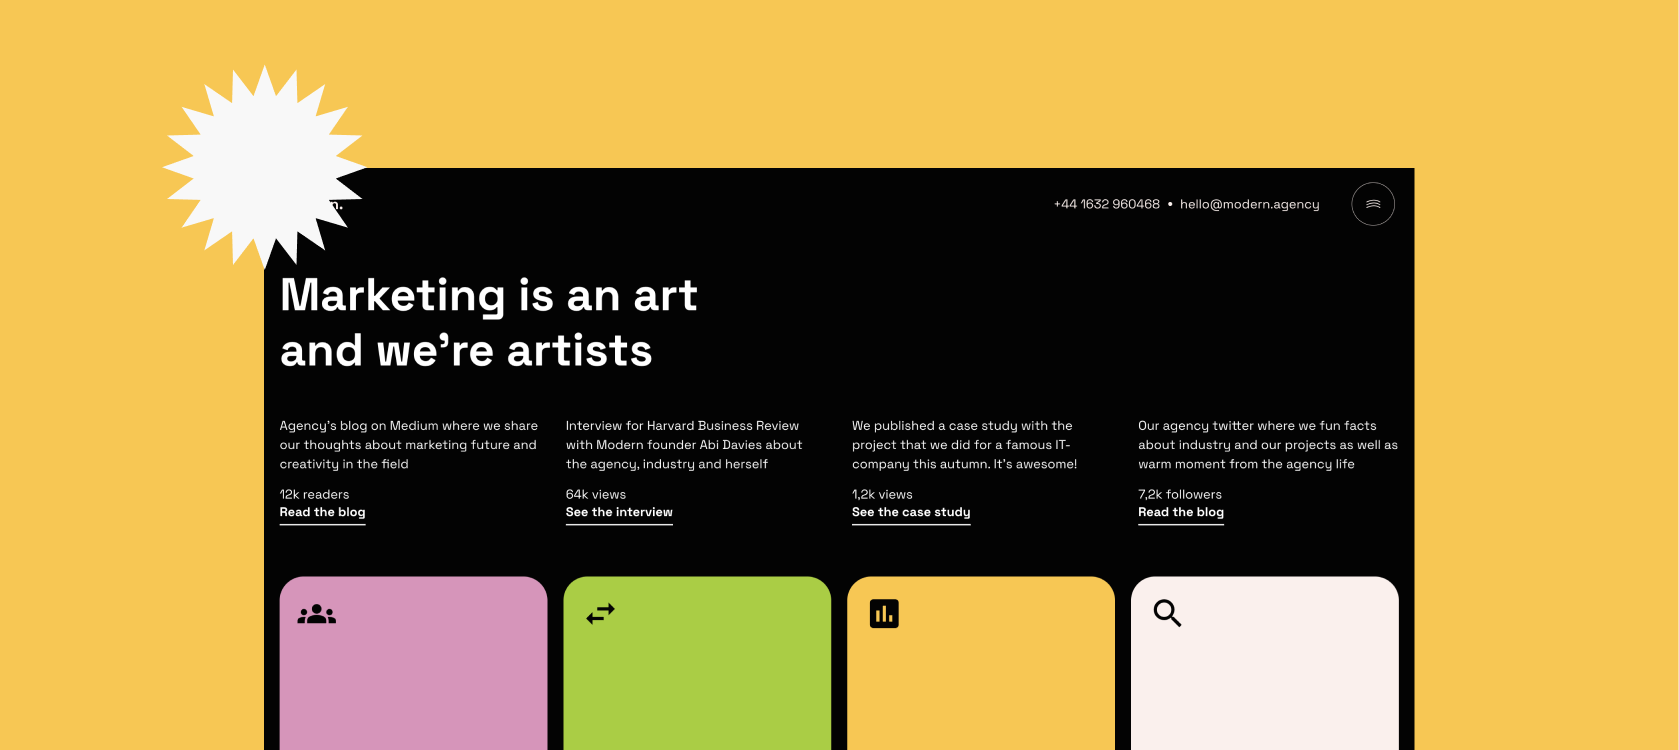 +44 1632 960468 • hello@modern.agency
Marketing is an art
and we’re artists
Agency’s blog on Medium where we share
our thoughts about marketing future and
creativity in the field
12k readers
Read the blog
Interview for Harvard Business Review
with Modern founder Abi Davies about
the agency, industry and herself
64k views
See the interview
We published a case study with the
project that we did for a famous IT-
company this autumn. It’s awesome!
1,2k views
See the case study
Our agency twitter where we fun facts
about industry and our projects as well as
warm moment from the agency life
7,2k followers
Read the blog